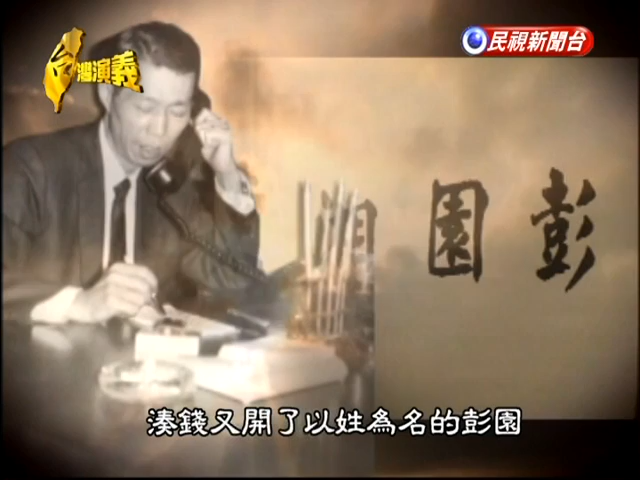 台灣演義
民視新聞台
彭園湘
湊錢又開了以姓為名的彭園